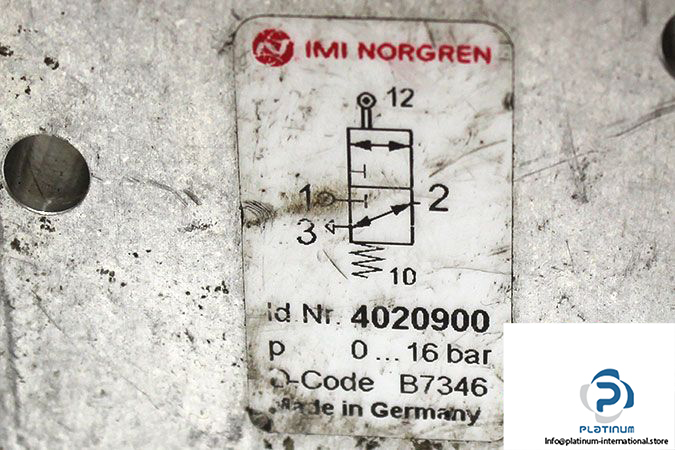 IMI NORGREN
12
1
2
3
10
Id Nr. 4020900
p 0 ... 16 bar
D-Code B7346
Made in Germany
PLATINUM
Info@platinum-international.store